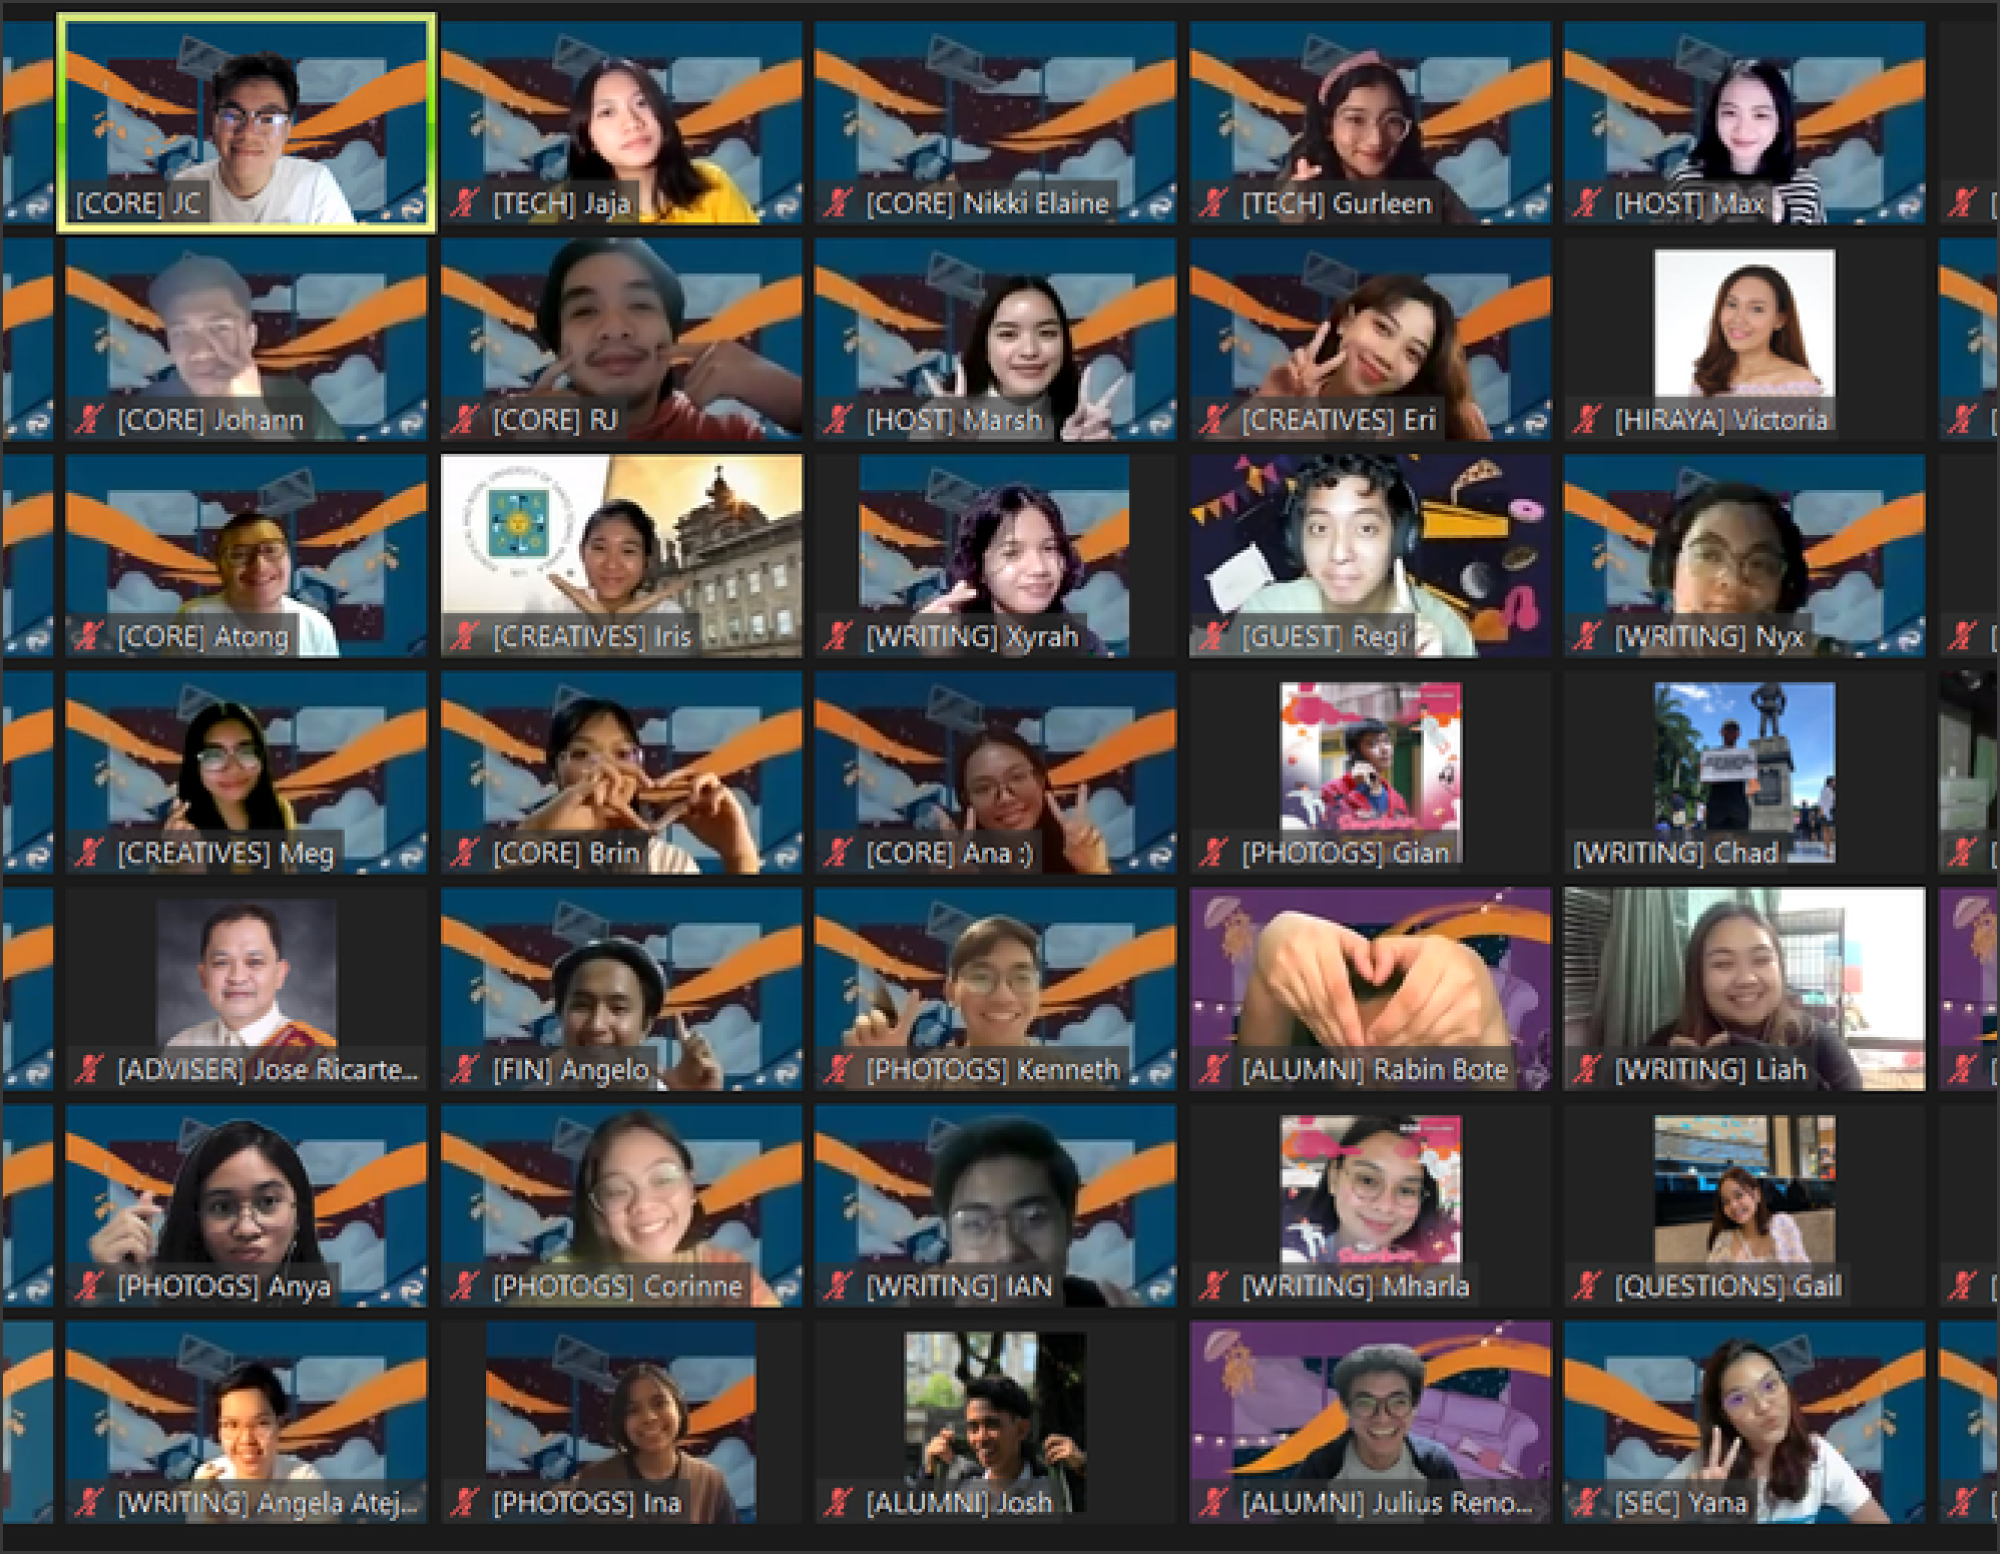 [CORE] JC
[TECH] Jaja
[CORE] Nikki Elaine
[TECH] Gurleen
[HOST] Max
[CORE] Johann
[CORE] RJ
[HOST] Marsh
[CREATIVES] Eri
[HIRAYA] Victoria
[CORE] Atong
[CREATIVES] Iris
[WRITING] Xyrah
[GUEST] Regi
[WRITING] Nyx
[CREATIVES] Meg
[CORE] Brin
[CORE] Ana :)
[PHOTOGS] Gian
[WRITING] Chad
[ADVISER] Jose Ricarte...
[FIN] Angelo
[PHOTOGS] Kenneth
[ALUMNI] Rabin Bote
[WRITING] Liah
[PHOTOGS] Anya
[PHOTOGS] Corinne
[WRITING] IAN
[WRITING] Mharla
[QUESTIONS] Gail
[WRITING] Angela Atej...
[PHOTOGS] Ina
[ALUMNI] Josh
[ALUMNI] Julius Reno...
[SEC] Yana